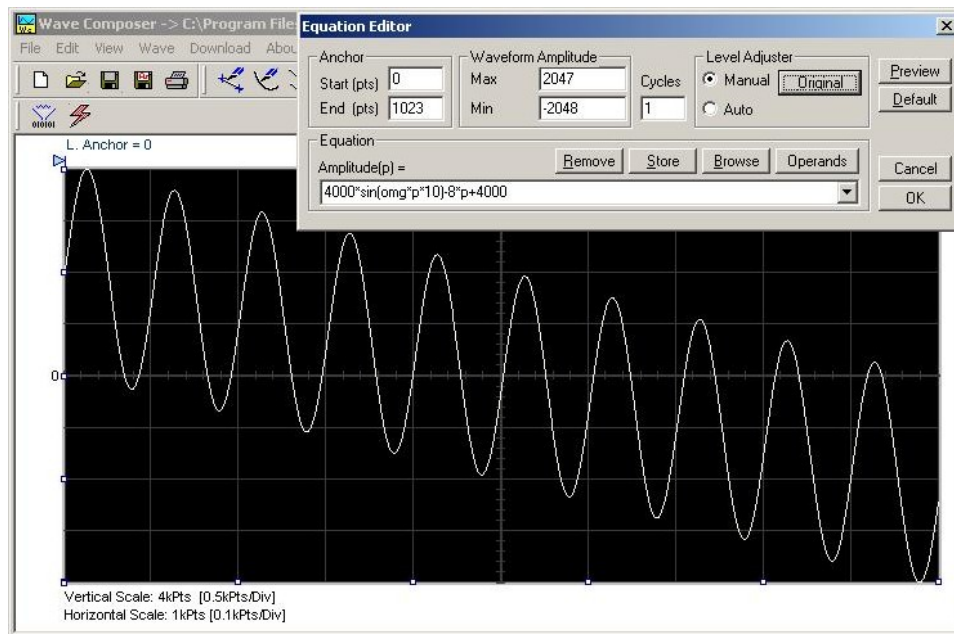 Wave Composer -> C:\Program File
File Edit View Wave Download Abou
L. Anchor = 0
0
Vertical Scale: 4kPts [0.5kPts/Div]
Horizontal Scale: 1kPts [0.1kPts/Div]
Equation Editor
Anchor
Start (pts) 0
End (pts) 1023
Waveform Amplitude
Max 2047
Min -2048
Cycles
1
Level Adjuster
Manual Original
Auto
Preview
Default
Equation
Amplitude(p) =
Remove Store Browse Operands
4000*sin(omg*p*10)-8*p+4000
Cancel
OK